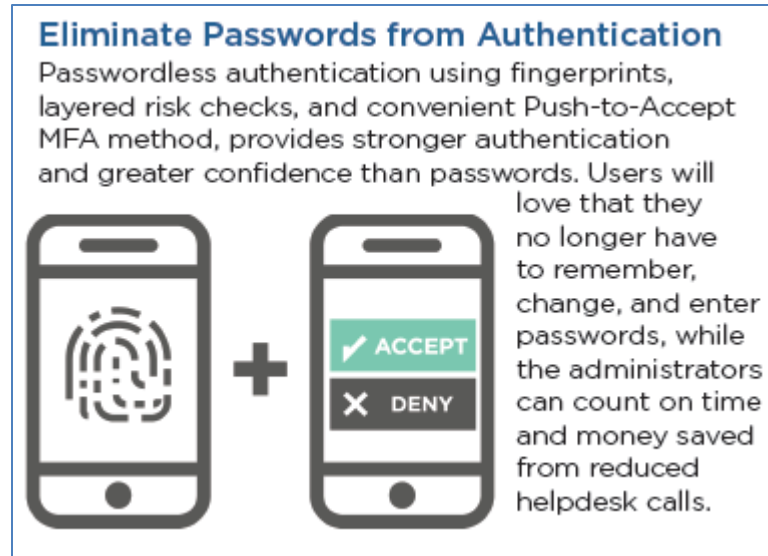 Eliminate Passwords from Authentication
Passwordless authentication using fingerprints,
layered risk checks, and convenient Push-to-Accept
MFA method, provides stronger authentication
and greater confidence than passwords. Users will
love that they
no longer have
to remember,
change, and enter
passwords, while
the administrators
can count on time
and money saved
from reduced
helpdesk calls.
ACCEPT
DENY